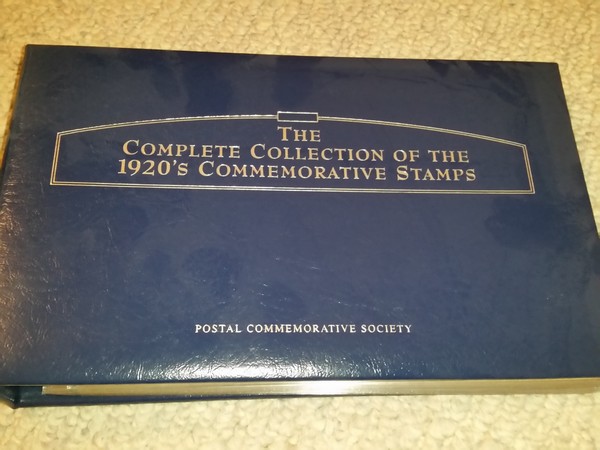 THE
COMPLETE COLLECTION OF THE
1920'S COMMEMORATIVE STAMPS
POSTAL COMMEMORATIVE SOCIETY